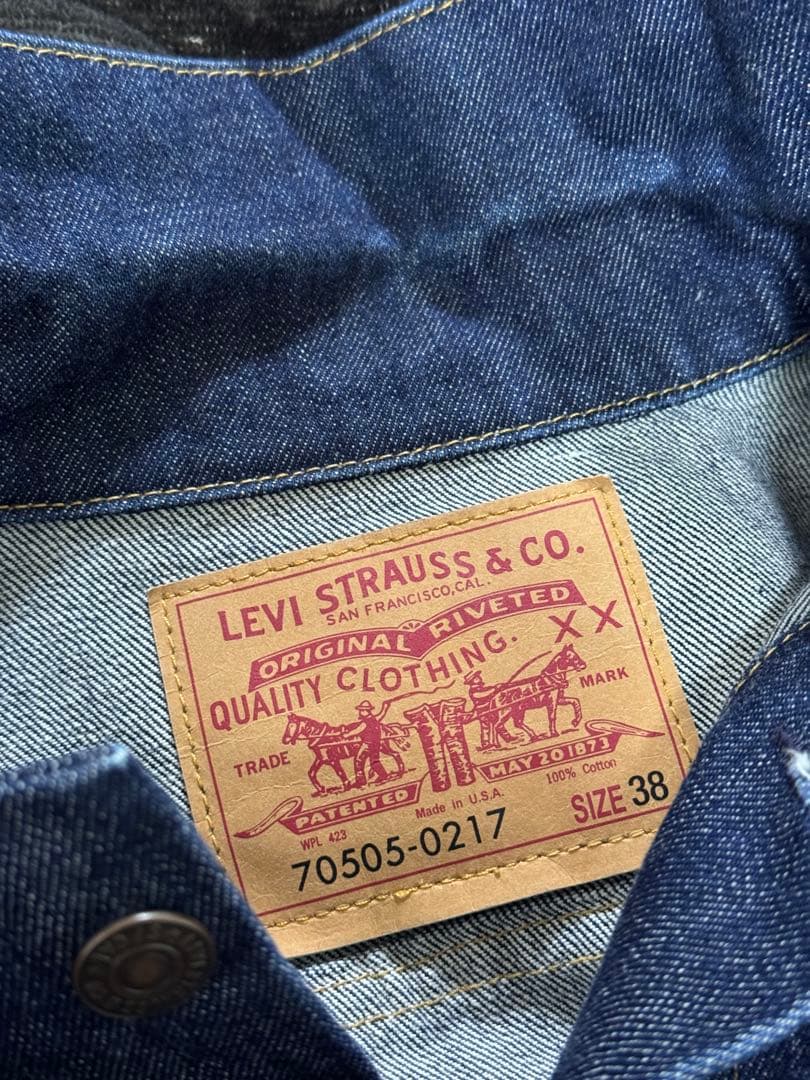 LEVI STRAUSS & CO.
SAN FRANCISCO, CAL.
ORIGINAL RIVETED
QUALITY CLOTHING. XX
TRADE MARK
PATENTED MAY 20 1873
WPL 423 Made in U.S.A. 100% Cotton
70505-0217 SIZE 38